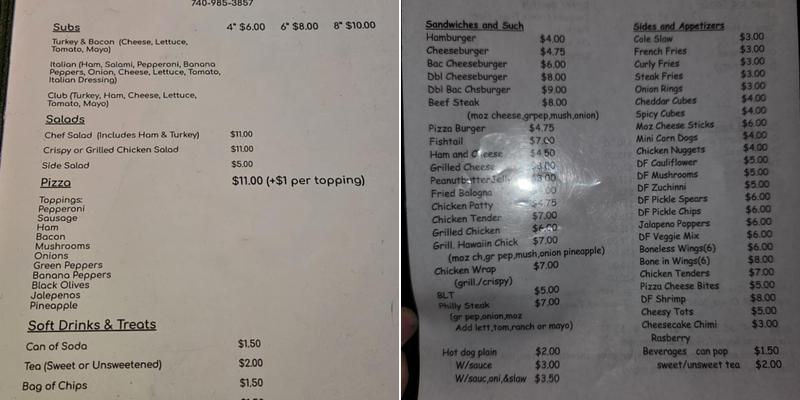 740-985-3857
Subs 4" $6.00 6" $8.00 8" $10.00
Turkey & Bacon (Cheese, Lettuce,
Tomato, Mayo)
Italian (Ham, Salami, Pepperoni, Banana
Peppers, Onion, Cheese, Lettuce, Tomato,
Italian Dressing)
Club (Turkey, Ham, Cheese, Lettuce,
Tomato, Mayo)
Salads
Chef Salad (Includes Ham & Turkey) $11.00
Crispy or Grilled Chicken Salad $11.00
Side Salad $5.00
Pizza $11.00 (+$1 per topping)
Toppings:
Pepperoni
Sausage
Ham
Bacon
Mushrooms
Onions
Green Peppers
Banana Peppers
Black Olives
Jalepenos
Pineapple
Soft Drinks & Treats
Can of Soda $1.50
Tea (Sweet or Unsweetened) $2.00
Bag of Chips $1.50
Sandwiches and Such
Hamburger $4.00
Cheeseburger $4.75
Bac Cheeseburger $6.00
Dbl Cheeseburger $8.00
Dbl Bac Chsburger $9.00
Beef Steak $8.00
(moz cheese,grpep,mush,onion)
Pizza Burger $4.75
Fishtail $7.00
Ham and Cheese $4.50
Grilled Cheese
PeanutbutterJelly
Fried Bologna
Chicken Patty $4.75
Chicken Tender $7.00
Grilled Chicken $6.00
Grill. Hawaiin Chick $7.00
(moz ch,gr pep,mush,onion pineapple)
Chicken Wrap $7.00
(grill./crispy)
BLT $5.00
Philly Steak $7.00
(gr pep,onion,moz
Add lett,tom,ranch or mayo)
Hot dog plain $2.00
W/sauce $3.00
W/sauc,oni,&slaw $3.50
Sides and Appetizers
Cole Slaw $3.00
French Fries $3.00
Curly Fries $3.00
Steak Fries $3.00
Onion Rings $3.00
Cheddar Cubes $4.00
Spicy Cubes $4.00
Moz Cheese Sticks $6.00
Mini Corn Dogs $4.00
Chicken Nuggets $4.00
DF Cauliflower $5.00
DF Mushrooms $5.00
DF Zuchinni $5.00
DF Pickle Spears $6.00
DF Pickle Chips $6.00
Jalapeno Poppers $6.00
DF Veggie Mix $6.00
Boneless Wings(6) $6.00
Bone in Wings(6) $8.00
Chicken Tenders $7.00
Pizza Cheese Bites $5.00
DF Shrimp $8.00
Cheesy Tots $5.00
Cheesecake Chimi $3.00
Rasberry
Beverages can pop $1.50
sweet/unsweet tea $2.00